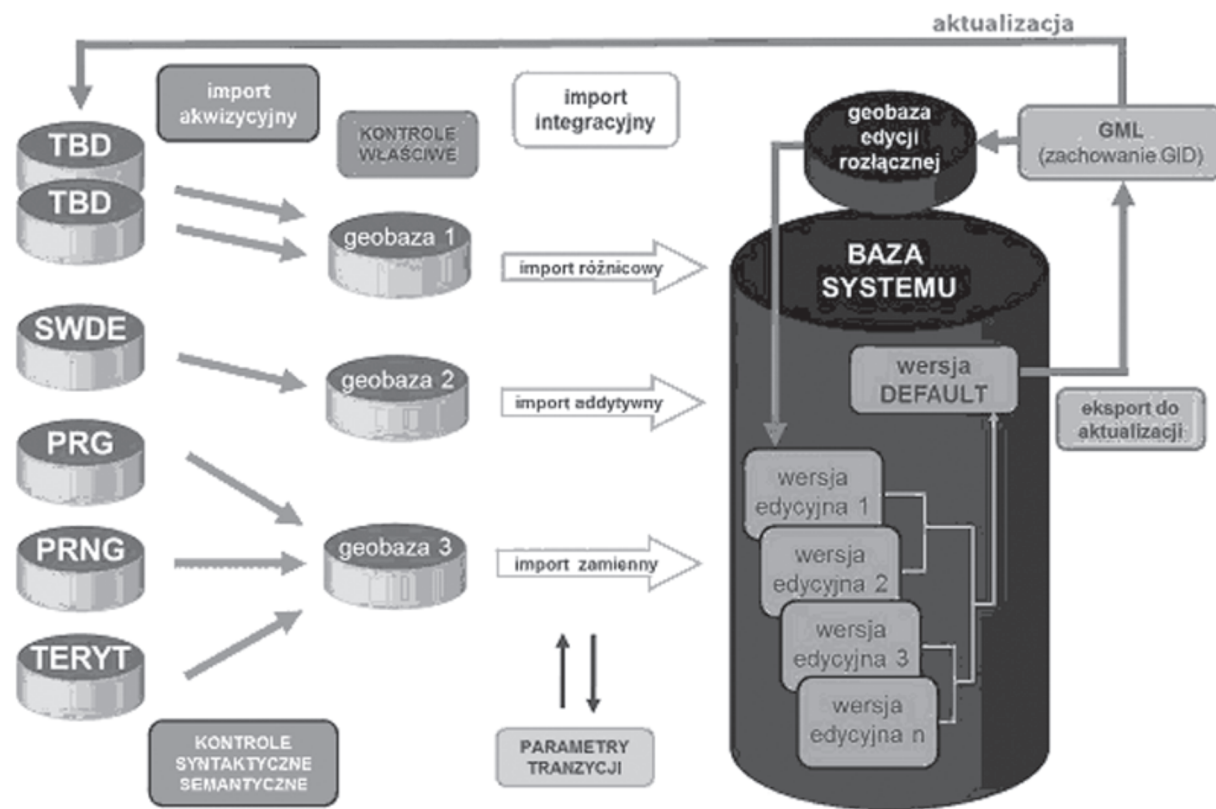 aktualizacja
import
akwizycyjny
import
integracyjny
KONTROLE
WŁAŚCIWE
geobaza
edycji
rozłącznej
GML
(zachowanie GID)
TBD
TBD
geobaza 1
import różnicowy
BAZA
SYSTEMU
SWDE
geobaza 2
import addytywny
wersja
DEFAULT
eksport do
aktualizacji
PRG
PRNG
geobaza 3
import zamienny
wersja
edycyjna 1
wersja
edycyjna 2
wersja
edycyjna 3
wersja
edycyjna n
TERYT
KONTROLE
SYNTAKTYCZNE
SEMANTYCZNE
PARAMETRY
TRANZYCJI